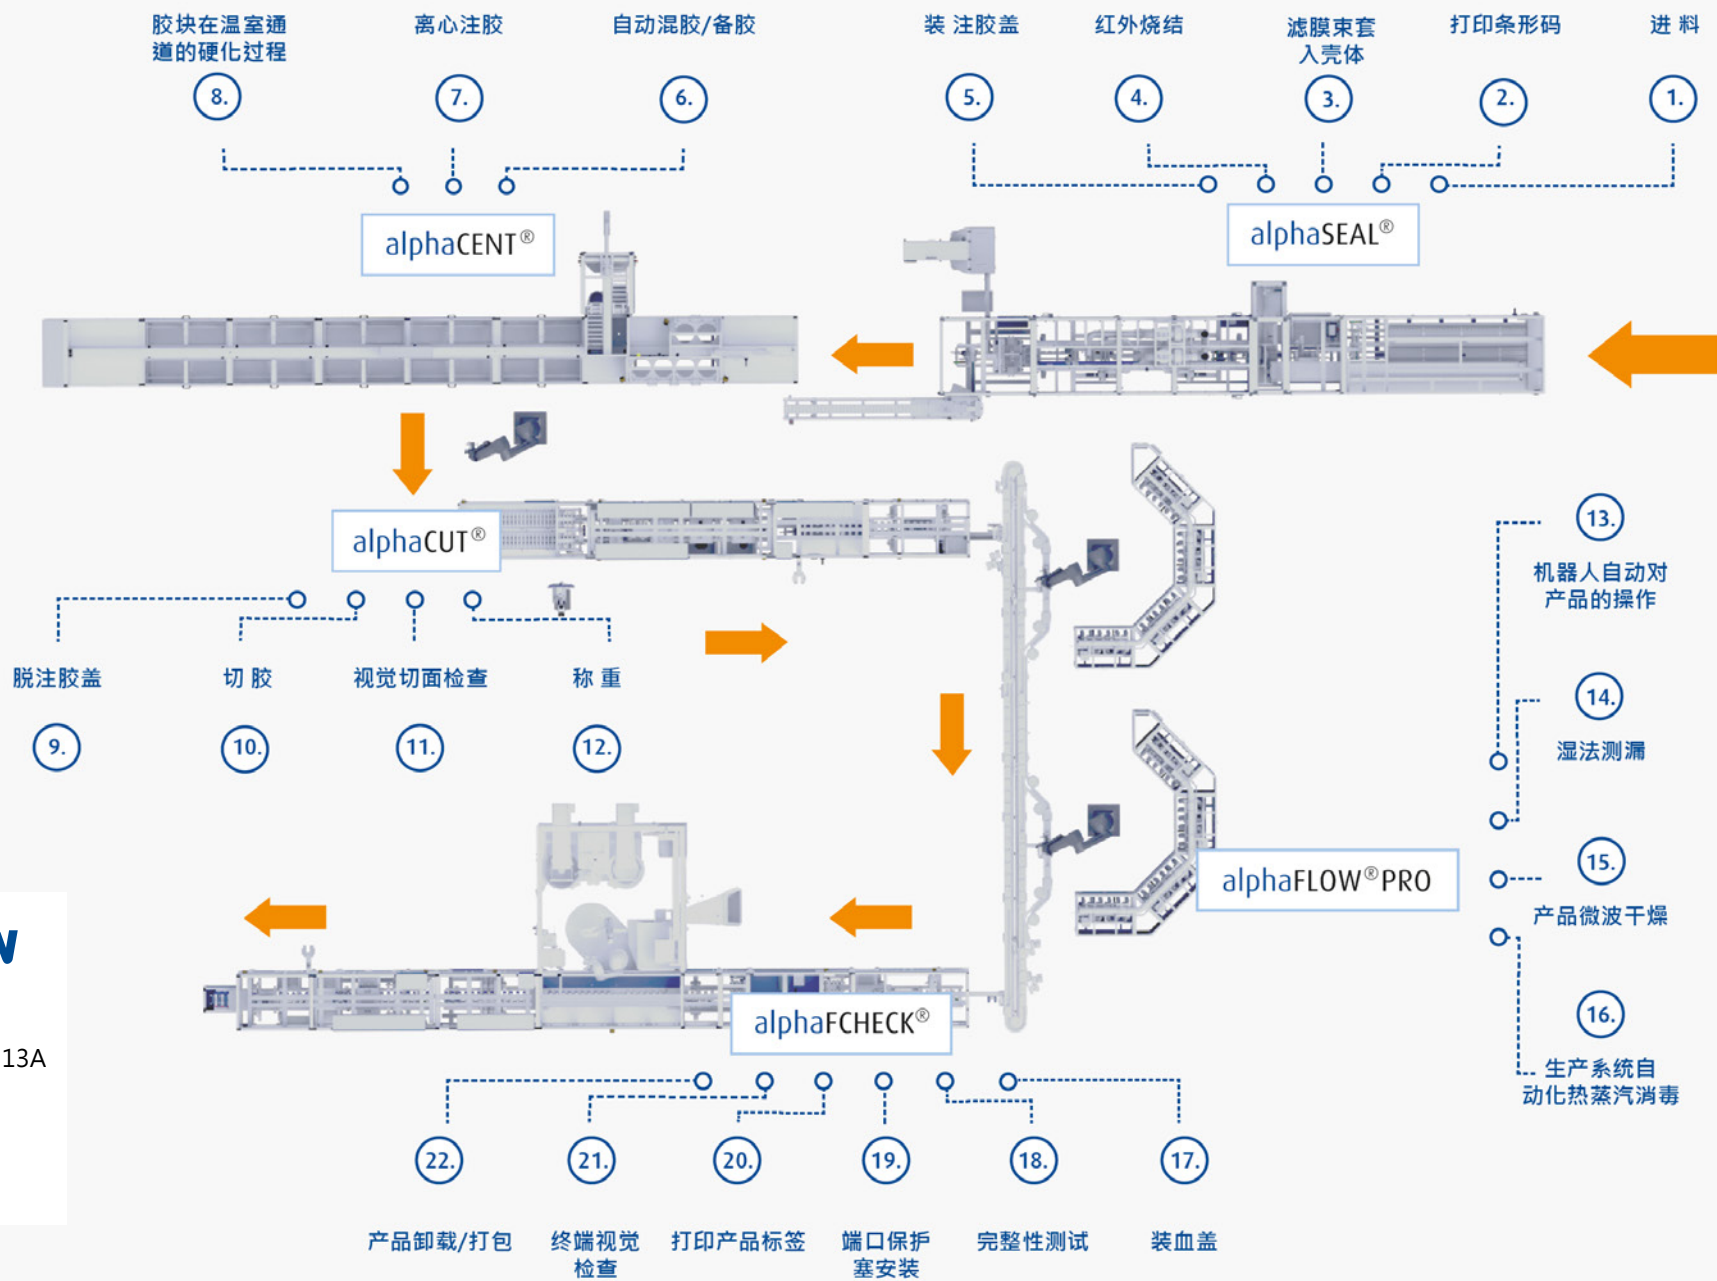 胶块在温室通
道的硬化过程
离心注胶
自动混胶/备胶
装 注胶盖
红外烧结
滤膜束套
入壳体
打印条形码
进 料
8.
7.
6.
5.
4.
3.
2.
1.
alphaCENT®
alphaSEAL®
alphaCUT®
脱注胶盖
切 胶
视觉切面检查
称 重
9.
10.
11.
12.
13.
机器人自动对
产品的操作
14.
湿法测漏
15.
产品微波干燥
16.
生产系统自
动化热蒸汽消毒
alphaFLOW®PRO
13A
alphaFCHECK®
22.
21.
20.
19.
18.
17.
产品卸载/打包
终端视觉
检查
打印产品标签
端口保护
塞安装
完整性测试
装血盖